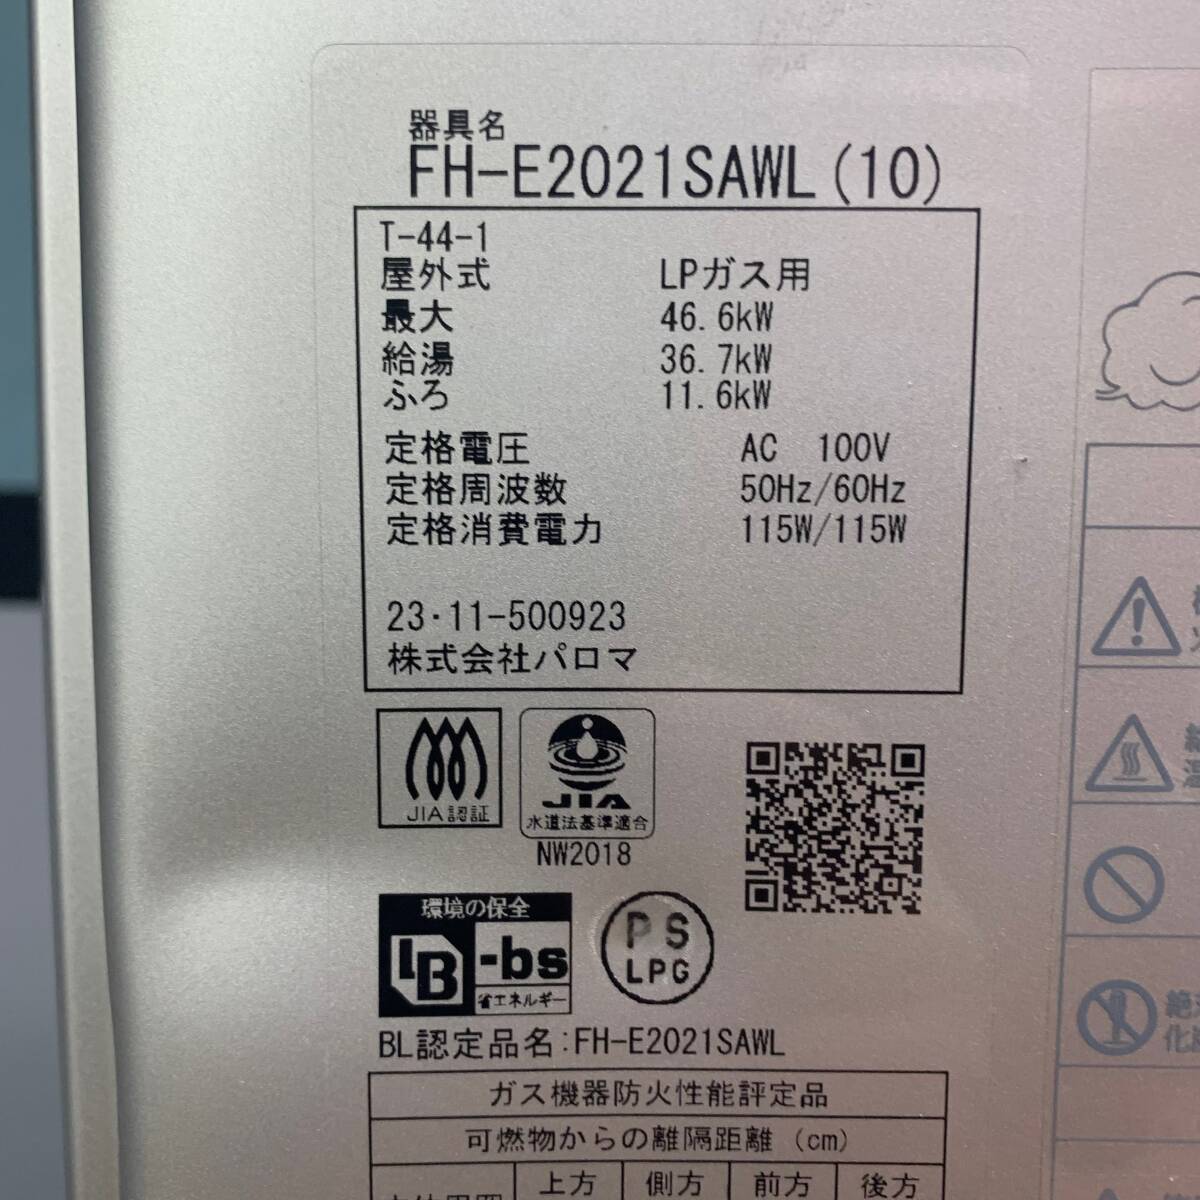 器具名
FH-E2021SAWL(10)
T-44-1
屋外式 LPガス用
最大 46.6kW
給湯 36.7kW
ふろ 11.6kW
定格電圧 AC 100V
定格周波数 50Hz/60Hz
定格消費電力 115W/115W
23・11-500923
株式会社パロマ
JIA認証
JIA
水道法基準適合
NW2018
環境の保全
BL-bs
省エネルギー
PS
LPG
BL認定品名:FH-E2021SAWL
ガス機器防火性能評定品
可燃物からの離隔距離 (cm)
上方 側方 前方 後方
絶
化